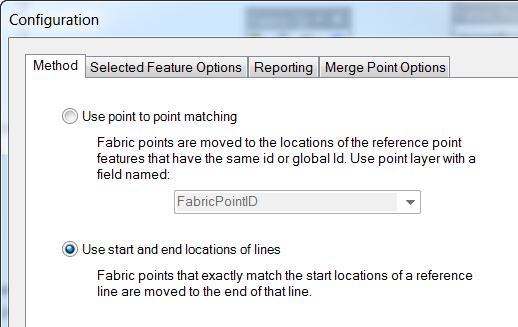 Configuration
Method Selected Feature Options Reporting Merge Point Options
Use point to point matching
Fabric points are moved to the locations of the reference point
features that have the same id or global Id. Use point layer with a
field named:
FabricPointID
Use start and end locations of lines
Fabric points that exactly match the start locations of a reference
line are moved to the end of that line.